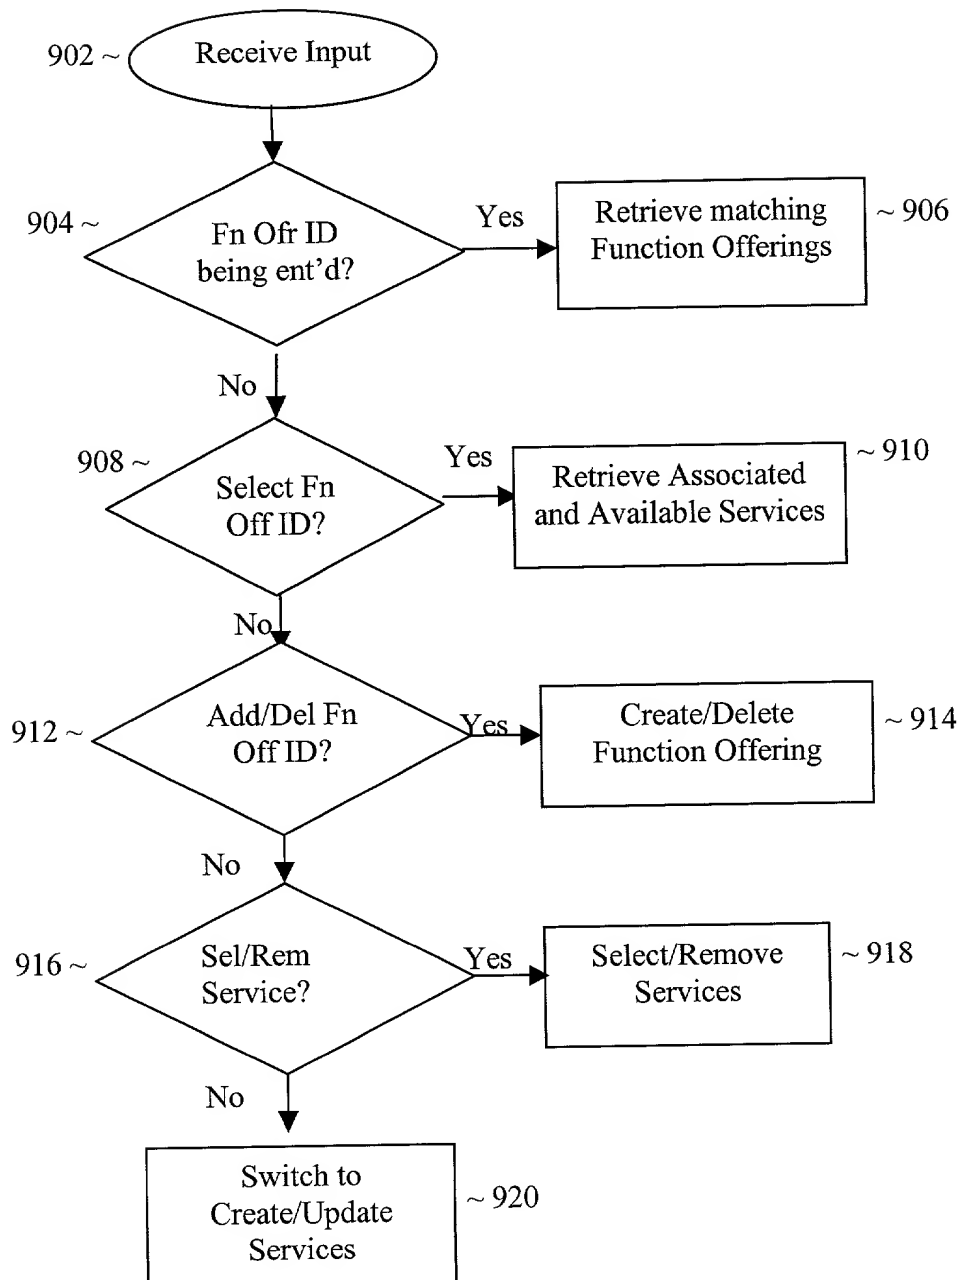 902 ~
Receive Input
904 ~
Fn Ofr ID
being ent'd?
Yes
Retrieve matching
Function Offerings
~ 906
No
908 ~
Select Fn
Off ID?
Yes
Retrieve Associated
and Available Services
~ 910
No
912 ~
Add/Del Fn
Off ID?
Yes
Create/Delete
Function Offering
~ 914
No
916 ~
Sel/Rem
Service?
Yes
Select/Remove
Services
~ 918
No
Switch to
Create/Update
Services
~ 920